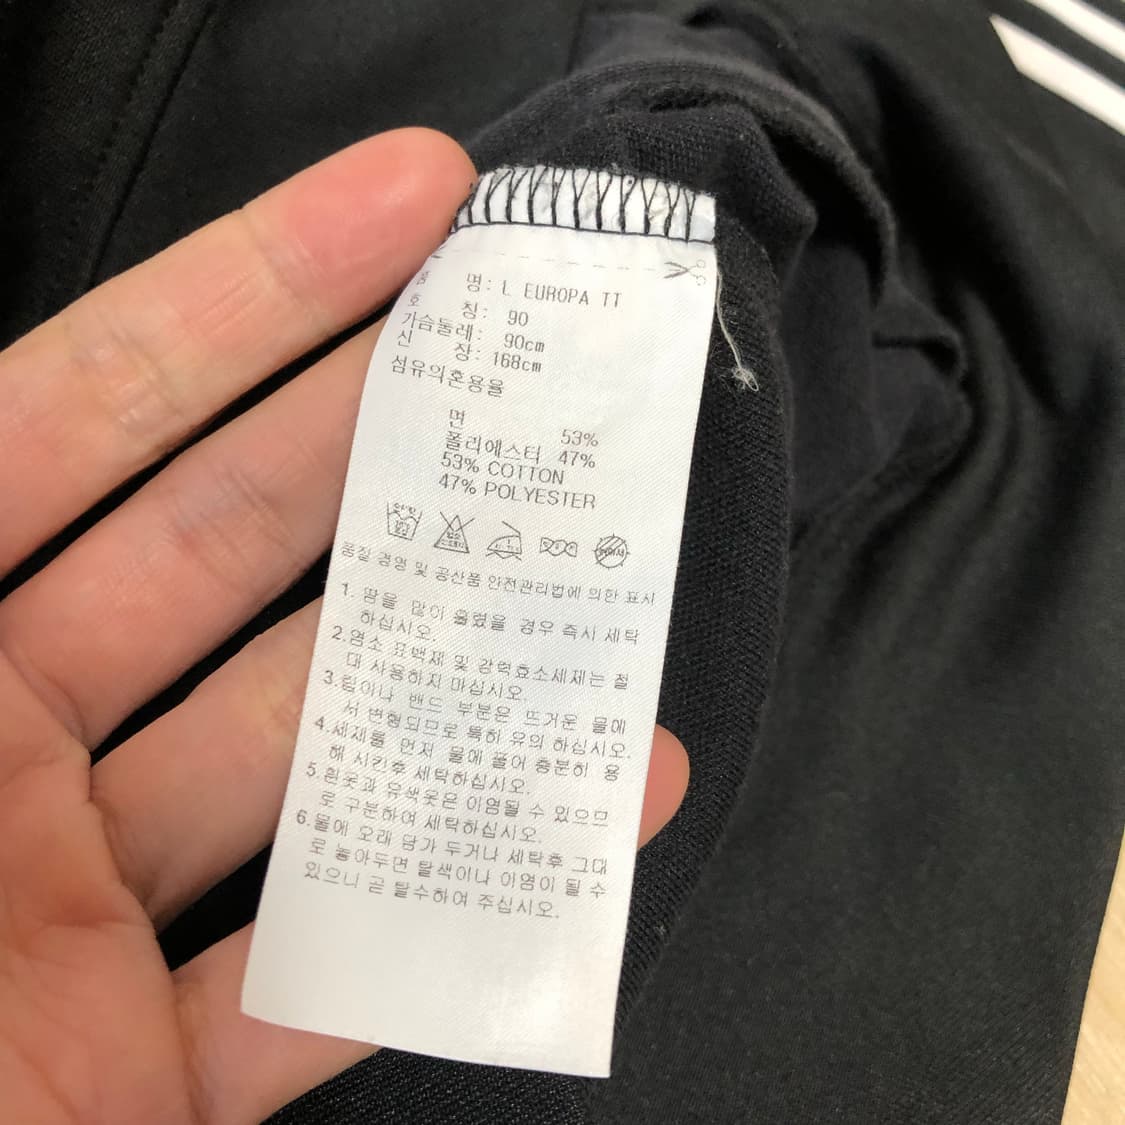 품 명: L EUROPA TT
호 칭: 90
가슴둘레: 90cm
신 장: 168cm
섬유의혼용율
면 53%
폴리에스터 47%
53% COTTON
47% POLYESTER
품질 경영 및 공산품 안전관리법에 의한 표시
1. 땀을 많이 흘렸을 경우 즉시 세탁
하십시오.
2.염소 표백제 및 강력효소세제는 절
대 사용하지 마십시오.
3.립이나 밴드 부분은 뜨거운 물에
서 변형되므로 특히 유의 하십시오.
4.세제를 먼저 물에 풀어 충분히 용
해 시킨후 세탁하십시오.
5.흰옷과 유색옷은 이염될 수 있으므
로 구분하여 세탁하십시오.
6.물에 오래 담가 두거나 세탁후 그대
로 놓아두면 탈색이나 이염이 될 수
있으니 곧 탈수하여 주십시오.